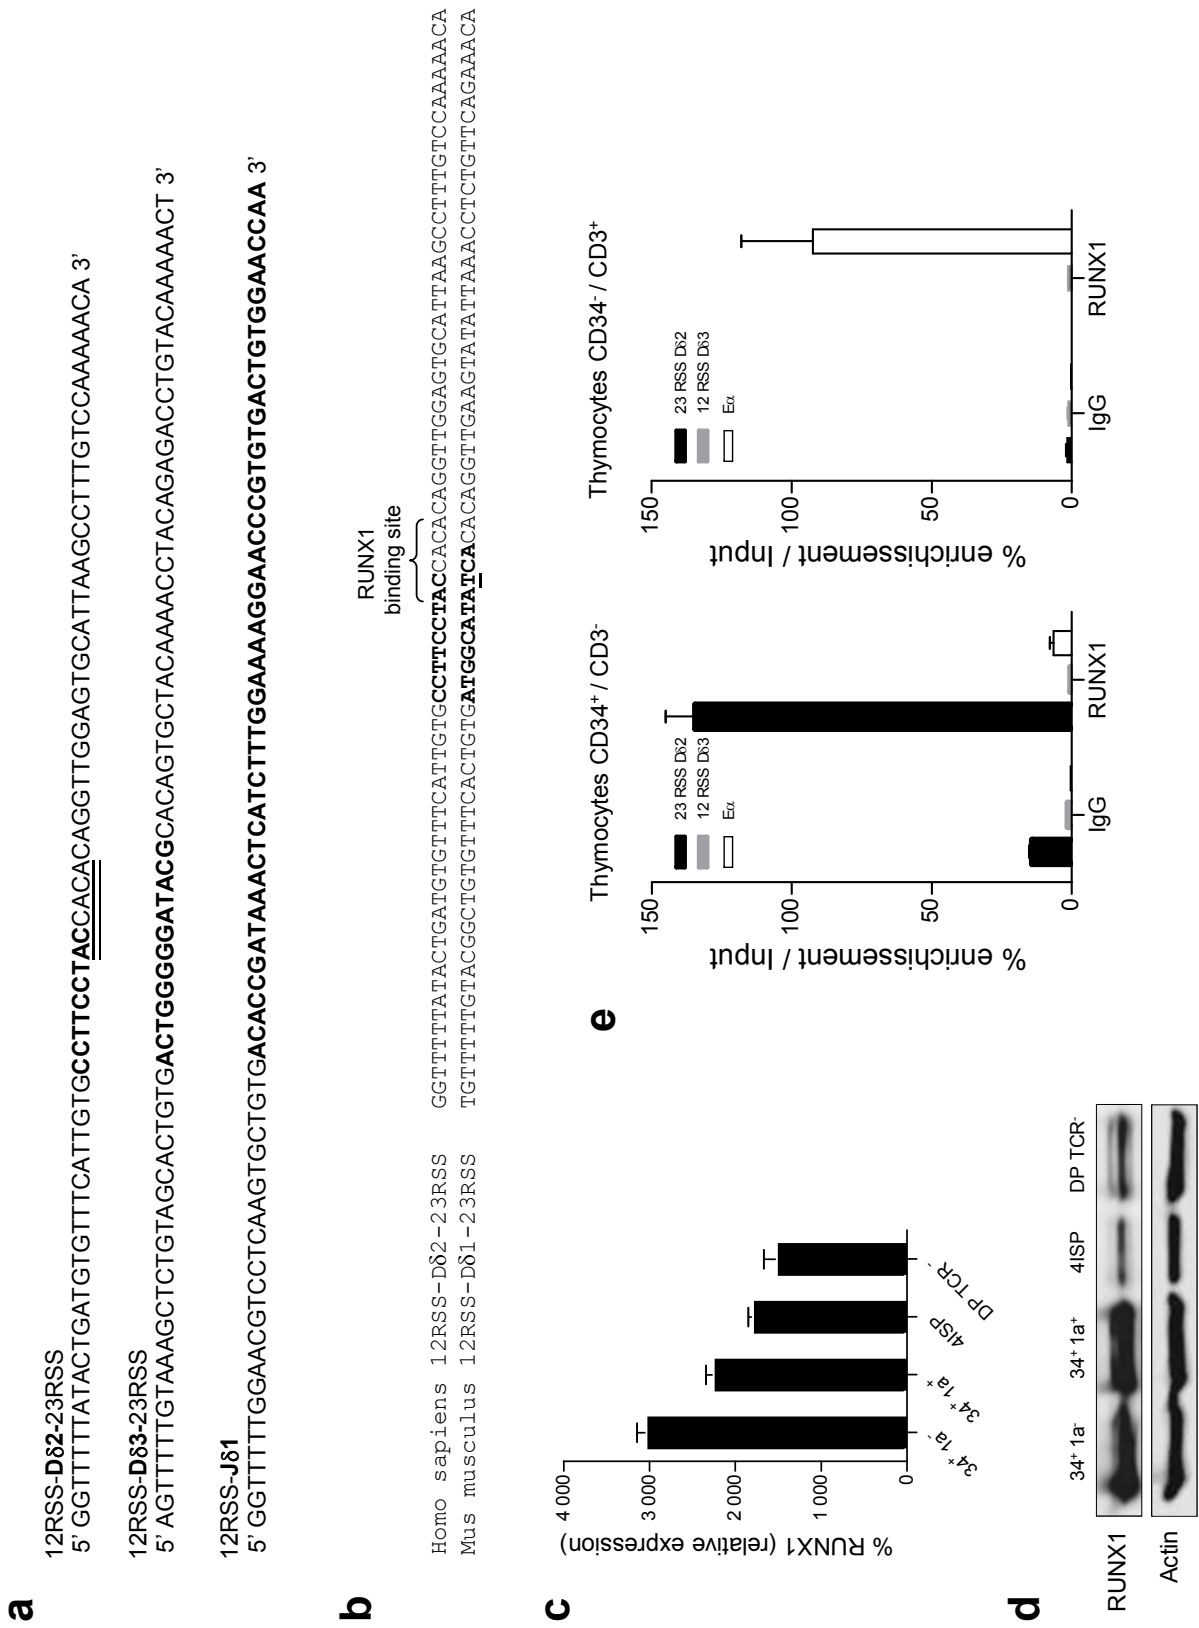 a
12RSS-Dδ2-23RSS
5’ GGTTTTTATACTGATGTGTTTCATTGTGCCTTCCTACCACACAGGTTGGAGTGCATTAAGCCTTTGTCCAAAAACA 3’
12RSS-Dδ3-23RSS
5’ AGTTTTTGTAAAGCTCTGTAGCACTGTGACTGGGGGATACGCACAGTGCTACAAAACCTACAGAGACCTGTACAAAAACT 3’
12RSS-Jδ1
5’ GGTTTTTGGAACGTCCTCAAGTGCTGTGACACCGATAAACTCATCTTTGGAAAAGGAACCCGTGTGACTGTGGAACCAA 3’
b
RUNX1
binding site
Homo sapiens 12RSS-Dδ2-23RSS GGTTTTTATACTGATGTGTTTCATTGTGCCTTCCTACCACACAGGTTGGAGTGCATTAAGCCTTTGTCCAAAAACA
Mus musculus 12RSS-Dδ1-23RSS TGTTTTTGTACGGCTGTGTTTCACTGTGATGGCATATCACACAGGTTGAAGTATATTAAACCTCTGTTCAGAAACA
c
% RUNX1 (relative expression)
4 000
3 000
2 000
1 000
0
34⁺ 1a⁻
34⁺ 1a⁺
4ISP
DP TCR⁻
d
34⁺ 1a⁻ 34⁺ 1a⁺ 4ISP DP TCR⁻
RUNX1
Actin
e
Thymocytes CD34⁺ / CD3⁻
% enrichissement / Input
150
100
50
0
23 RSS Dδ2
12 RSS Dδ3
Eα
IgG RUNX1
Thymocytes CD34⁻ / CD3⁺
% enrichissement / Input
150
100
50
0
23 RSS Dδ2
12 RSS Dδ3
Eα
IgG RUNX1